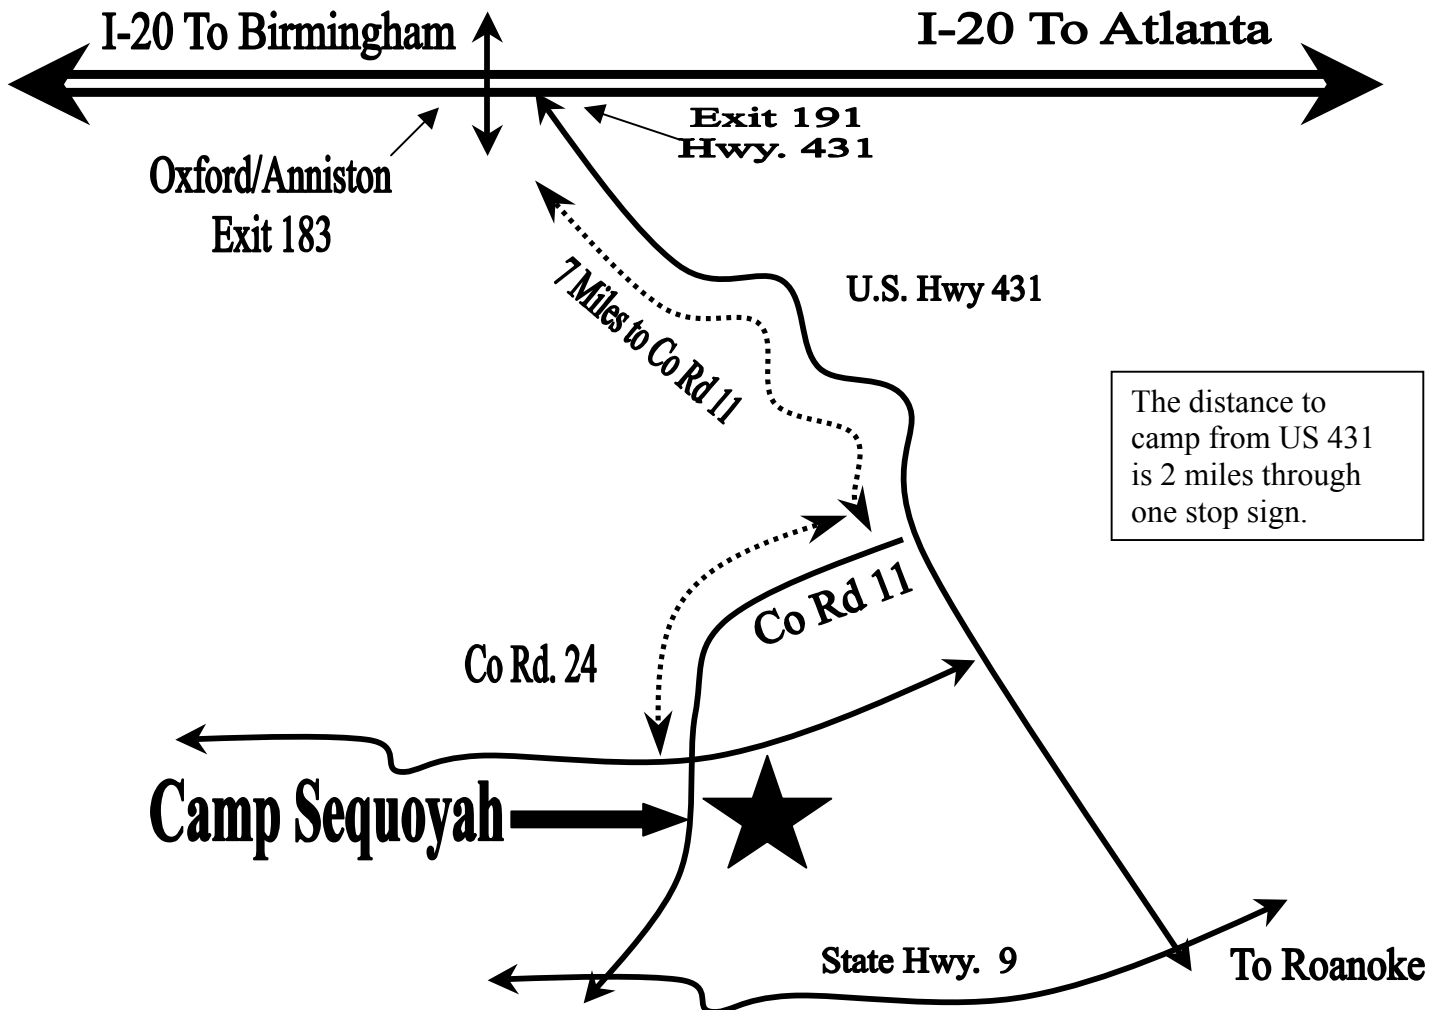 I-20 To Birmingham
I-20 To Atlanta
Exit 191
Hwy. 431
Oxford/Anniston
Exit 183
7 Miles to Co Rd 11
U.S. Hwy 431
The distance to
camp from US 431
is 2 miles through
one stop sign.
Co Rd 11
Co Rd. 24
Camp Sequoyah
State Hwy. 9
To Roanoke